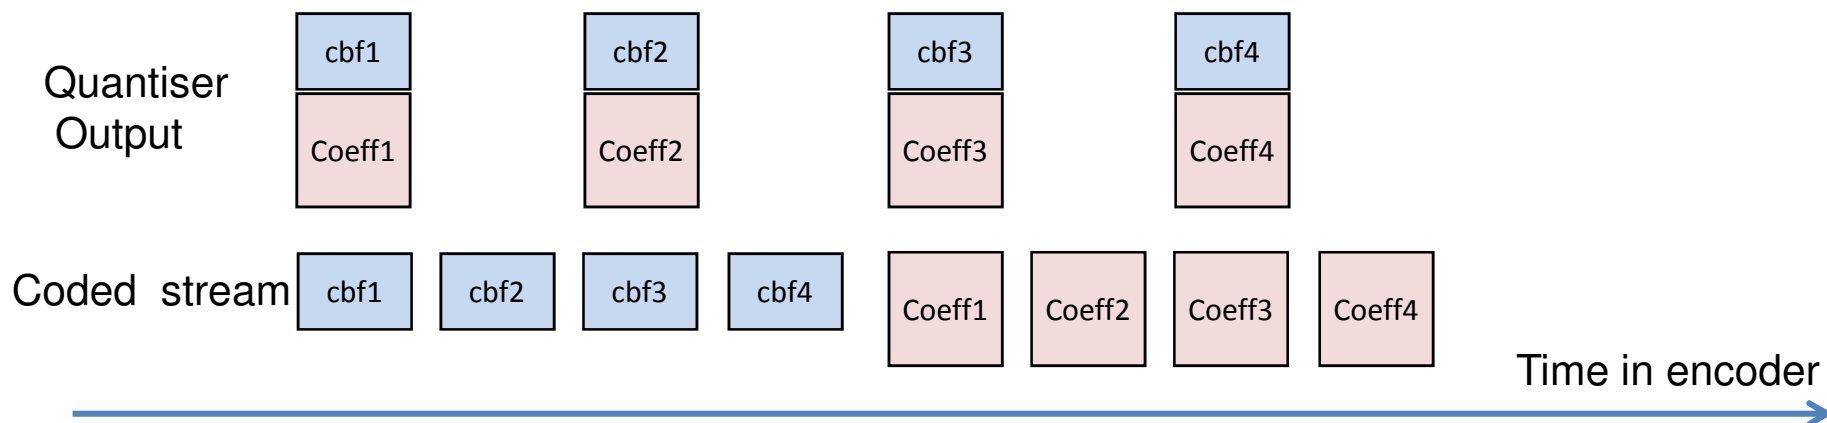 cbf1 cbf2 cbf3 cbf4
Quantiser
Output
Coeff1 Coeff2 Coeff3 Coeff4
Coded stream cbf1 cbf2 cbf3 cbf4 Coeff1 Coeff2 Coeff3 Coeff4
Time in encoder